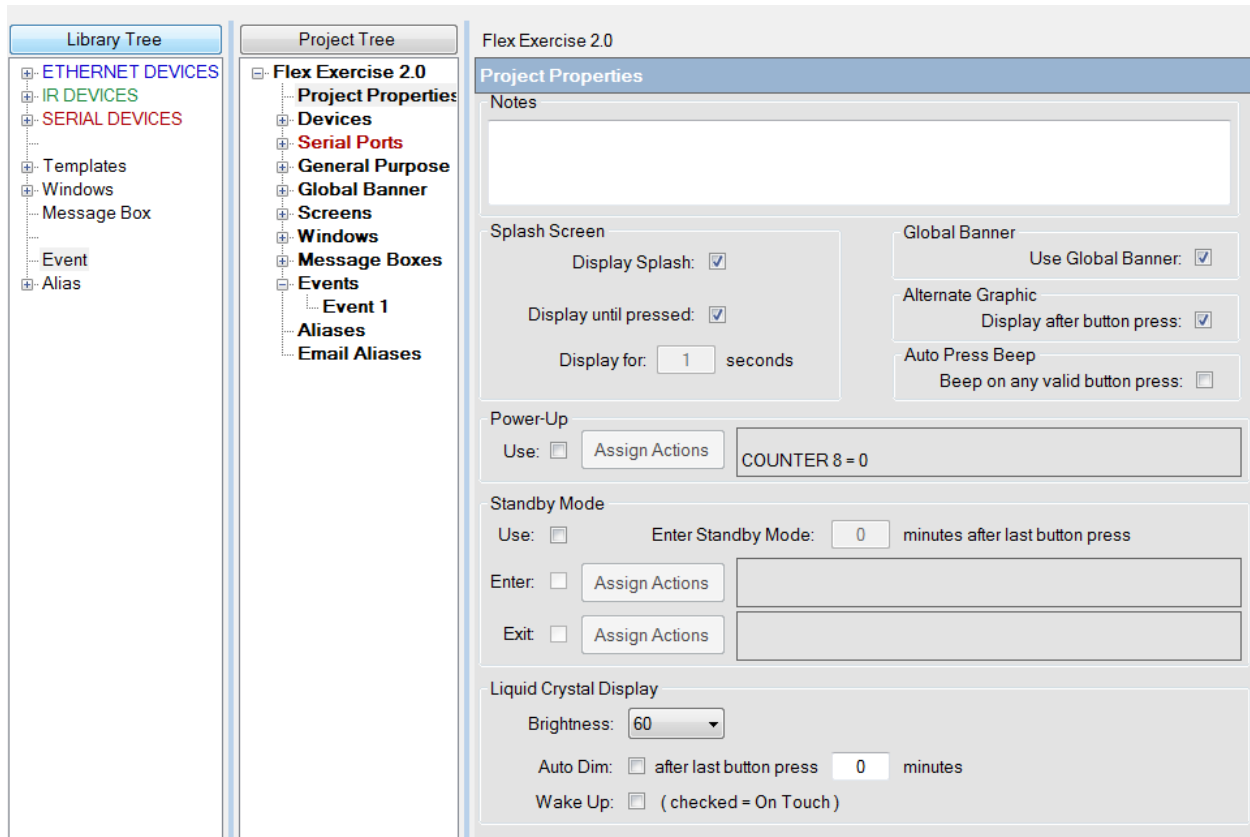 Library Tree
ETHERNET DEVICES
IR DEVICES
SERIAL DEVICES
Templates
Windows
Message Box
Event
Alias
Project Tree
Flex Exercise 2.0
Project Properties
Devices
Serial Ports
General Purpose
Global Banner
Screens
Windows
Message Boxes
Events
Event 1
Aliases
Email Aliases
Flex Exercise 2.0
Project Properties
Notes
Splash Screen
Display Splash:
Display until pressed:
Display for: 1 seconds
Global Banner
Use Global Banner:
Alternate Graphic
Display after button press:
Auto Press Beep
Beep on any valid button press:
Power-Up
Use: Assign Actions COUNTER 8 = 0
Standby Mode
Use: Enter Standby Mode: 0 minutes after last button press
Enter: Assign Actions
Exit: Assign Actions
Liquid Crystal Display
Brightness: 60
Auto Dim: after last button press 0 minutes
Wake Up: ( checked = On Touch )